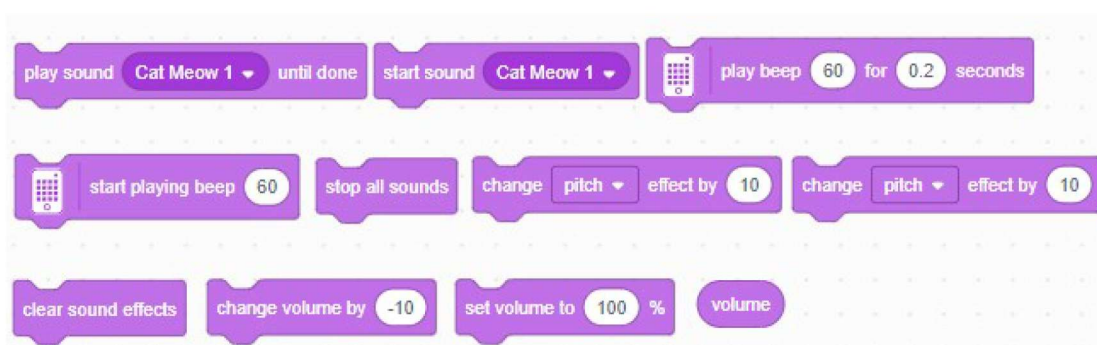 play sound Cat Meow 1 until done start sound Cat Meow 1 play beep 60 for 0.2 seconds
start playing beep 60 stop all sounds change pitch effect by 10 change pitch effect by 10
clear sound effects change volume by -10 set volume to 100 % volume